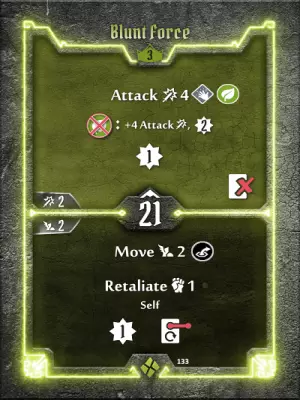 Blunt Force
3
Attack 4
: +4 Attack , 2
1
2
21
2
Move 2
Retaliate 1
Self
1
133